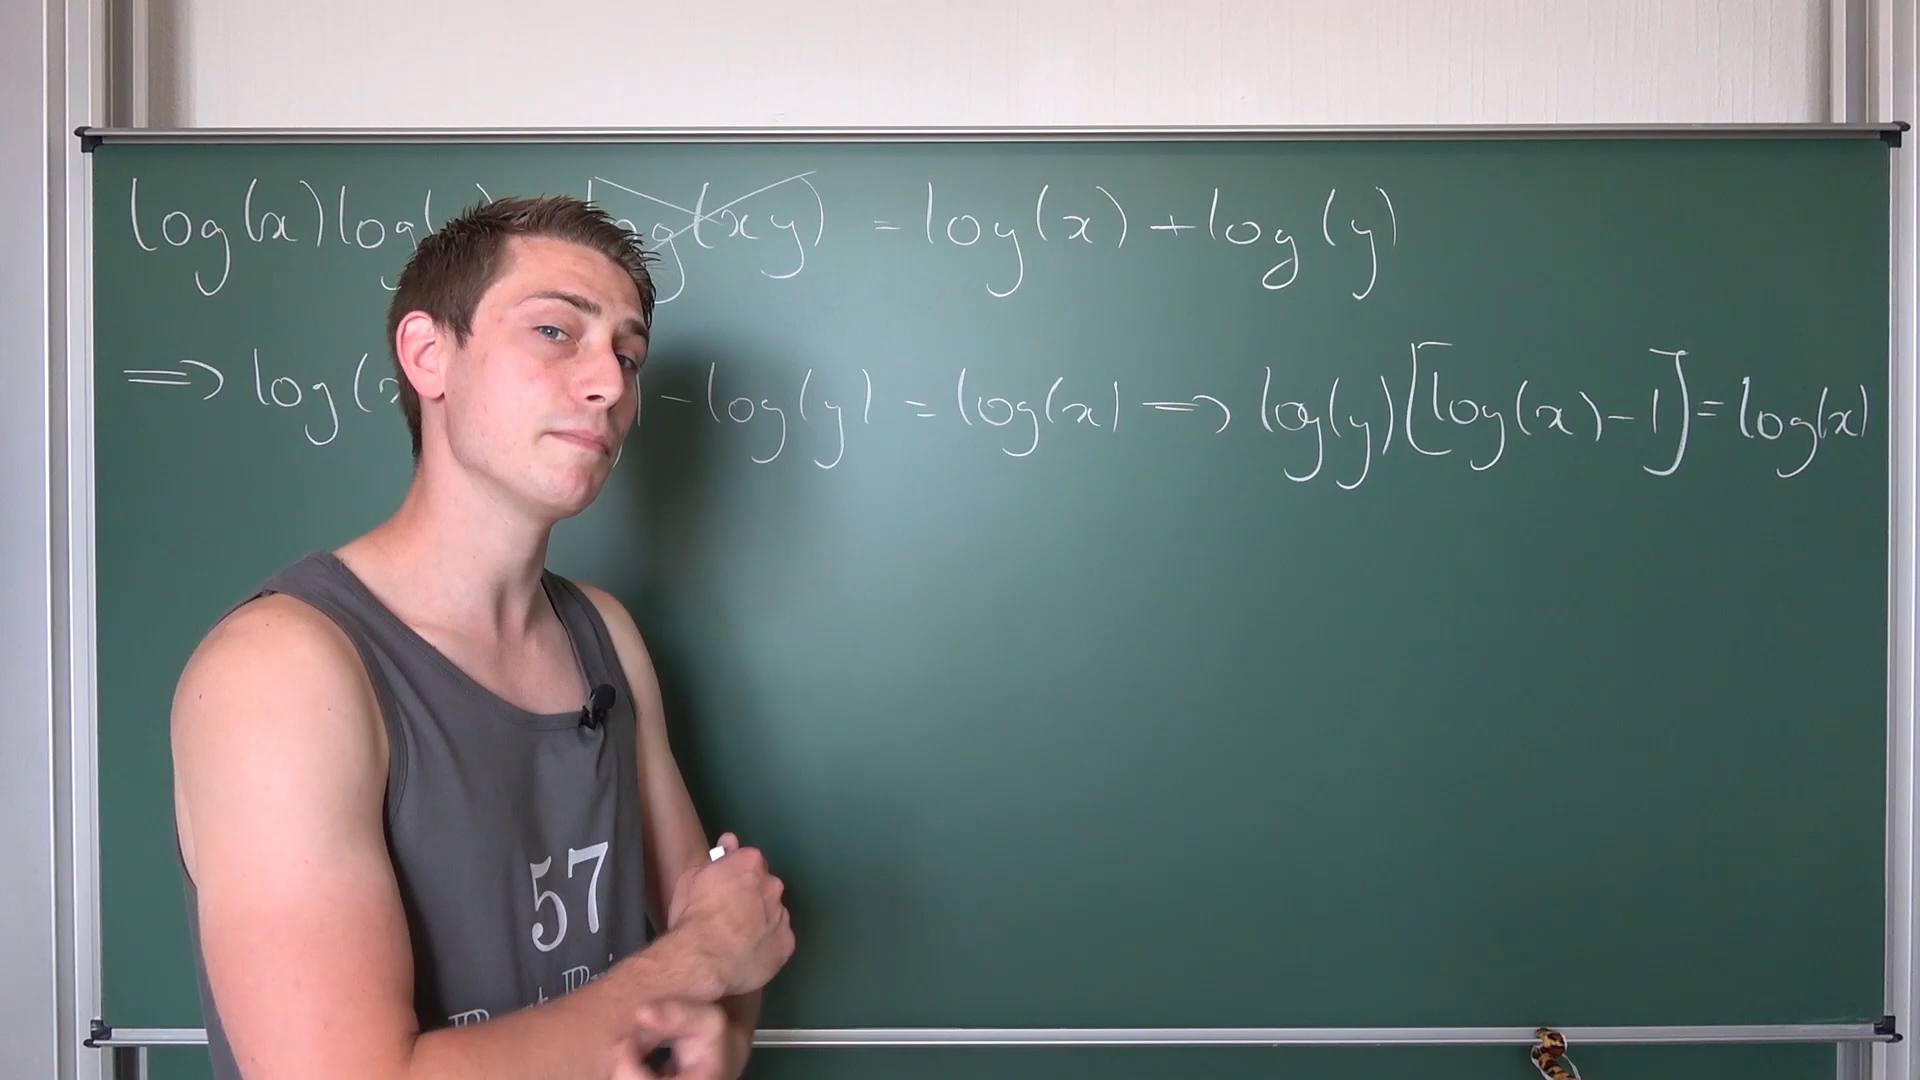 log(x)log( log(xy) = log(x) + log(y)
⟹ log(x - log(y) = log(x) ⟹ log(y)[log(x)-1] = log(x)
57